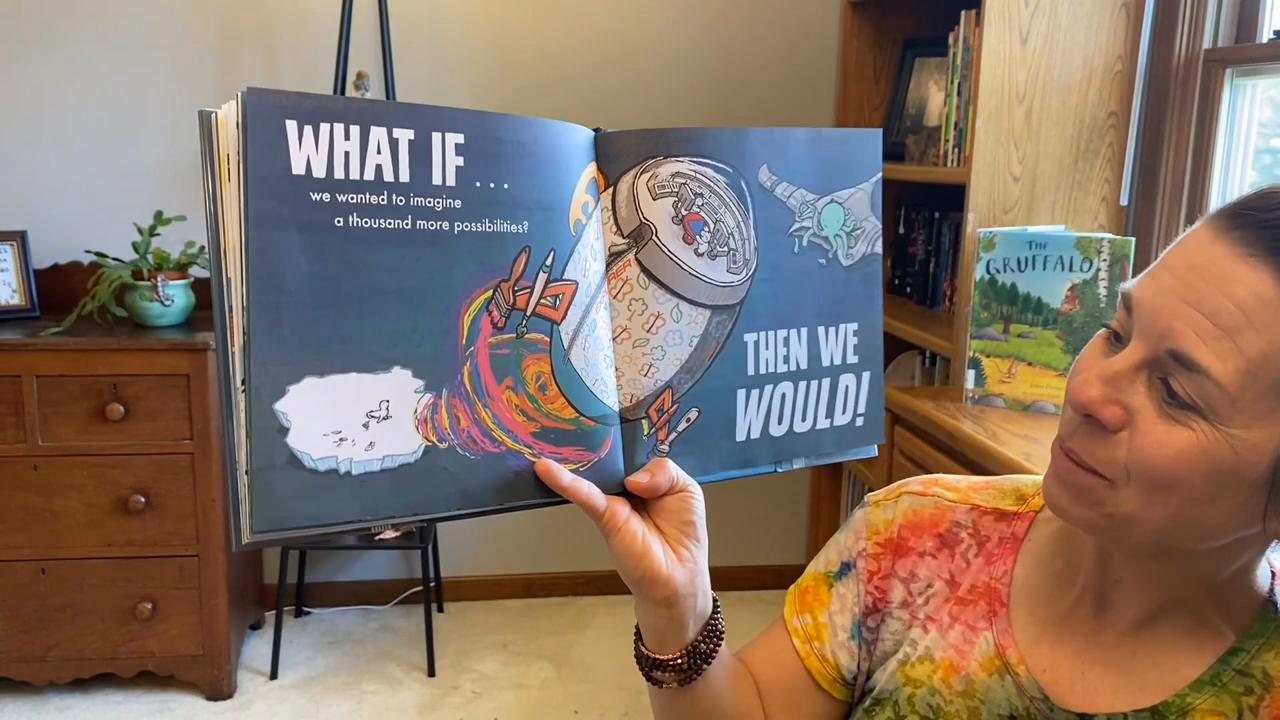 WHAT IF ...
we wanted to imagine
a thousand more possibilities?
THEN WE
WOULD!
THE
GRUFFALO